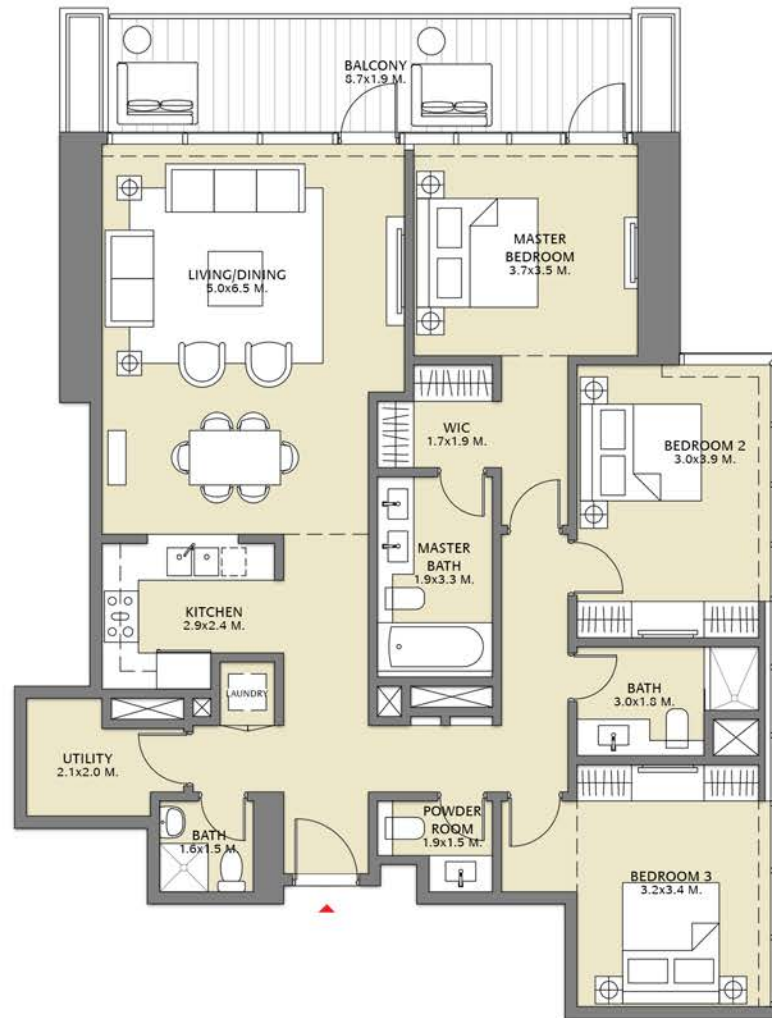 BALCONY
8.7x1.9 M.
LIVING/DINING
5.0x6.5 M.
MASTER
BEDROOM
3.7x3.5 M.
WIC
1.7x1.9 M.
BEDROOM 2
3.0x3.9 M.
MASTER
BATH
1.9x3.3 M.
KITCHEN
2.9x2.4 M.
LAUNDRY
BATH
3.0x1.8 M.
UTILITY
2.1x2.0 M.
BATH
1.6x1.5 M.
POWDER
ROOM
1.9x1.5 M.
BEDROOM 3
3.2x3.4 M.